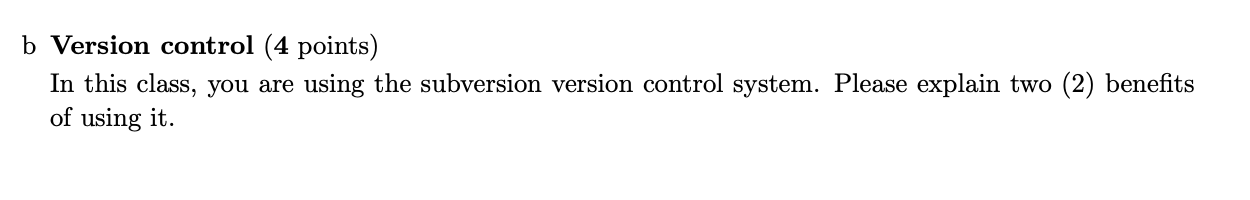 b Version control (4 points)
In this class, you are using the subversion version control system. Please explain two (2) benefits
of using it.